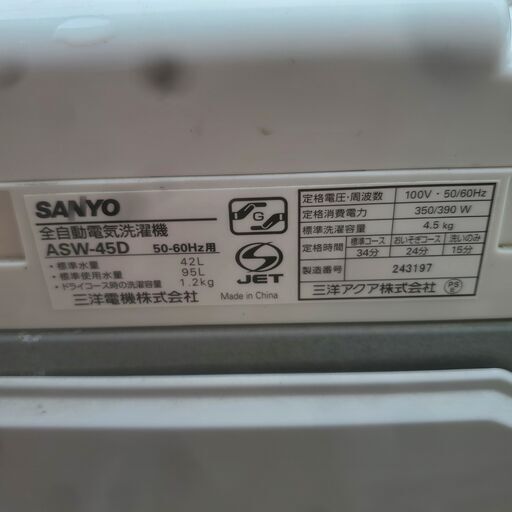 SANYO
全自動電気洗濯機
ASW-45D 50-60Hz用
・標準水量 42L
・標準使用水量 95L
・ドライコース時の洗濯容量 1.2kg
三洋電機株式会社
G
JET
Made in China
定格電圧・周波数 100V・50/60Hz
定格消費電力 350/390 W
標準洗濯容量 4.5 kg
定格時間 標準コース おいそぎコース 洗いのみ
34分 24分 15分
製造番号 243197
三洋アクア株式会社
PS
E